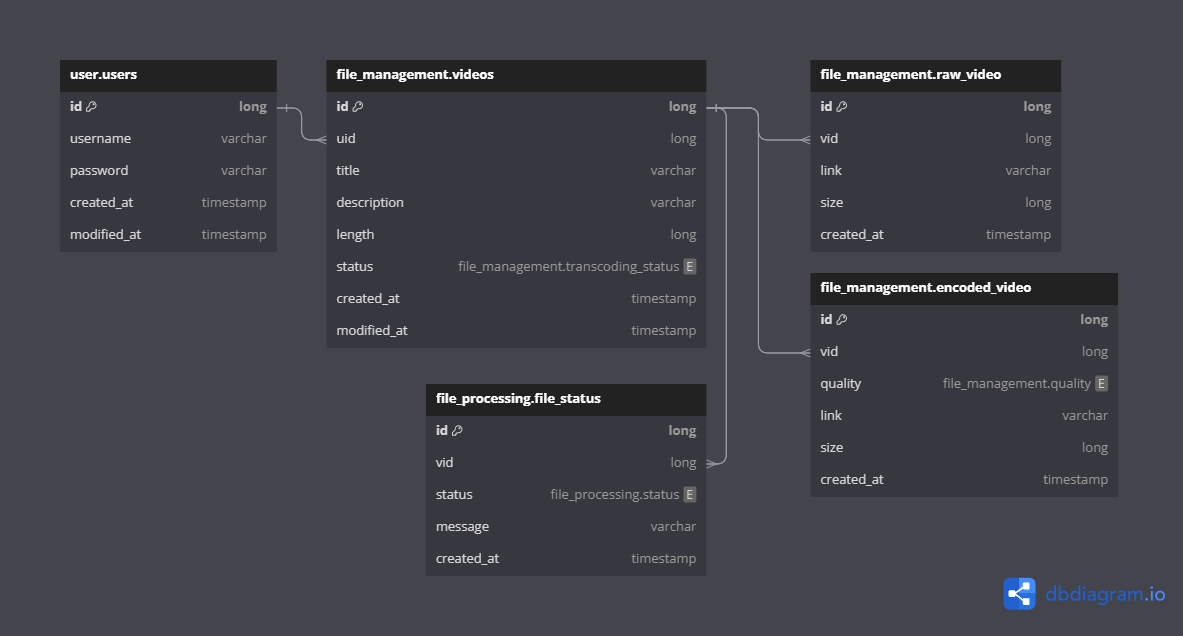 user.users
id long
username varchar
password varchar
created_at timestamp
modified_at timestamp
file_management.videos
id long
uid long
title varchar
description varchar
length long
status file_management.transcoding_status E
created_at timestamp
modified_at timestamp
file_management.raw_video
id long
vid long
link varchar
size long
created_at timestamp
file_management.encoded_video
id long
vid long
quality file_management.quality E
link varchar
size long
created_at timestamp
file_processing.file_status
id long
vid long
status file_processing.status E
message varchar
created_at timestamp
dbdiagram.io